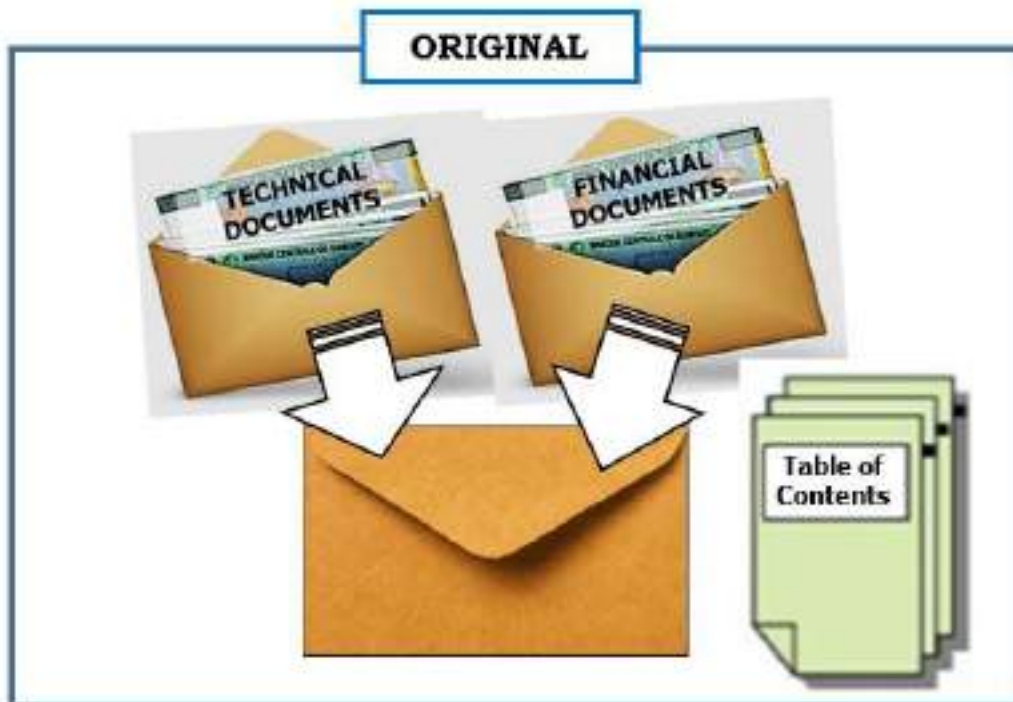 ORIGINAL
TECHNICAL
DOCUMENTS
FINANCIAL
DOCUMENTS
Table of
Contents